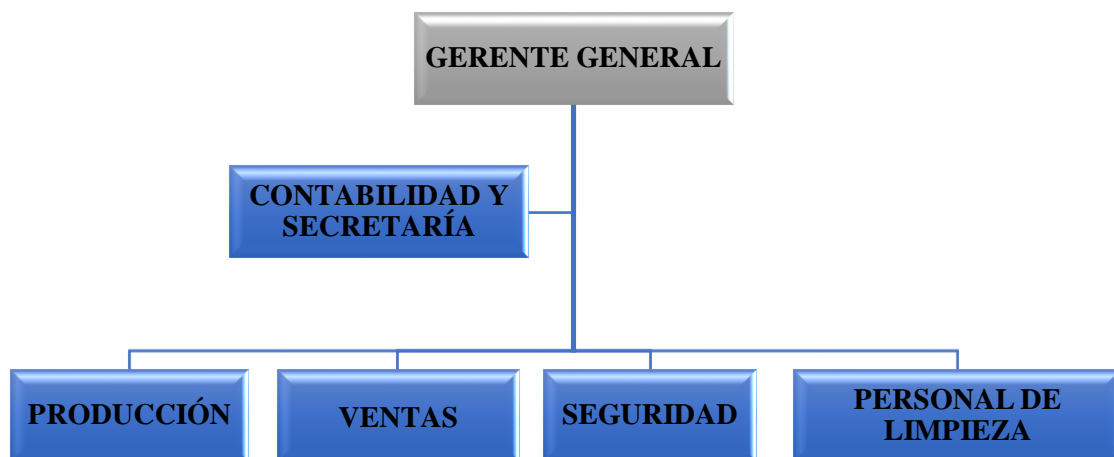 GERENTE GENERAL
CONTABILIDAD Y
SECRETARÍA
PRODUCCIÓN
VENTAS
SEGURIDAD
PERSONAL DE
LIMPIEZA